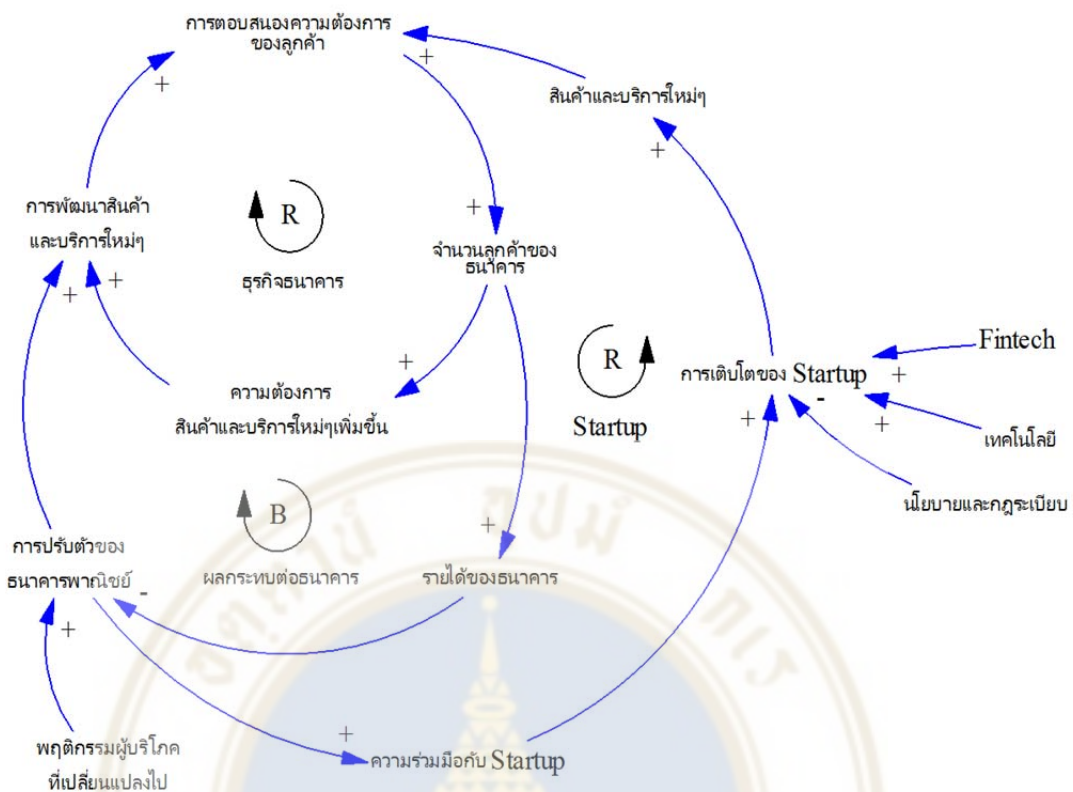 การตอบสนองความต้องการ
ของลูกค้า
+
+
สินค้าและบริการใหม่ๆ
+
การพัฒนาสินค้า
และบริการใหม่ๆ
R
ธุรกิจธนาคาร
+
จำนวนลูกค้าของ
ธนาคาร
+
+
+
ความต้องการ
สินค้าและบริการใหม่ๆเพิ่มขึ้น
R
Startup
การเติบโตของ Startup
+
-
+
+
Fintech
เทคโนโลยี
นโยบายและกฎระเบียบ
B
ผลกระทบต่อธนาคาร
+
รายได้ของธนาคาร
การปรับตัวของ
ธนาคารพาณิชย์
-
+
พฤติกรรมผู้บริโภค
ที่เปลี่ยนแปลงไป
+
ความร่วมมือกับ Startup